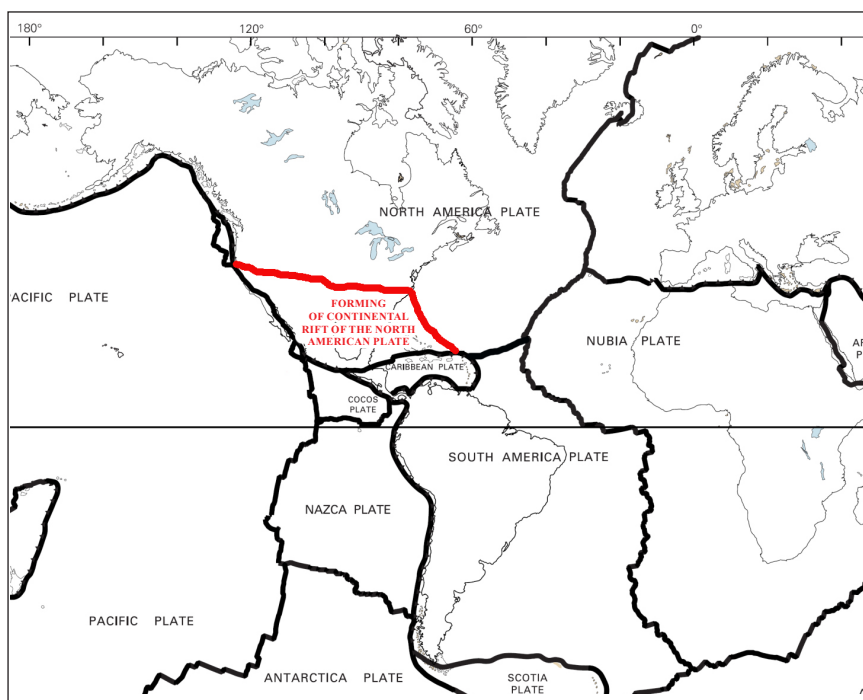 180° 120° 60° 0°
NORTH AMERICA PLATE
ACIFIC PLATE
FORMING
OF CONTINENTAL
RIFT OF THE NORTH
AMERICAN PLATE
NUBIA PLATE
AR
P
CARIBBEAN PLATE
COCOS
PLATE
SOUTH AMERICA PLATE
NAZCA PLATE
PACIFIC PLATE
ANTARCTICA PLATE
SCOTIA
PLATE